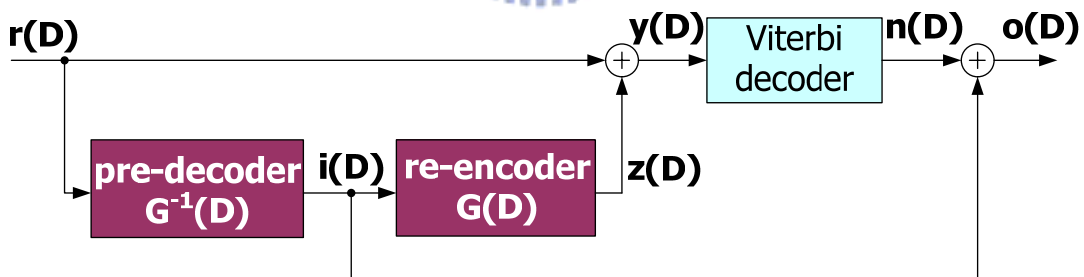 r(D)
y(D)
Viterbi
decoder
n(D)
o(D)
+
+
pre-decoder
G⁻¹(D)
i(D)
re-encoder
G(D)
z(D)